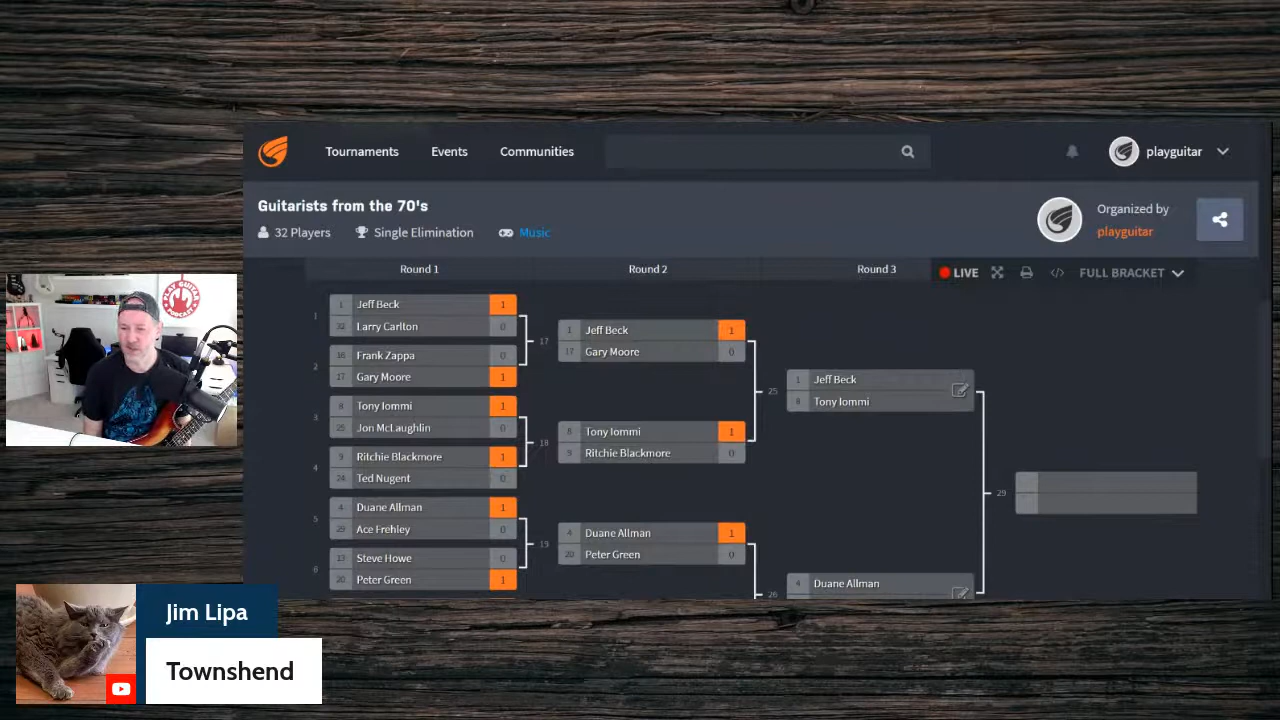 Tournaments Events Communities playguitar
Guitarists from the 70's
32 Players Single Elimination Music
Organized by
playguitar
Round 1 Round 2 Round 3
LIVE FULL BRACKET
1
1 Jeff Beck 1
32 Larry Carlton 0
2
16 Frank Zappa 0
17 Gary Moore 1
3
8 Tony Iommi 1
25 Jon McLaughlin 0
4
9 Ritchie Blackmore 1
24 Ted Nugent 0
5
4 Duane Allman 1
29 Ace Frehley 0
6
13 Steve Howe 0
20 Peter Green 1
17
1 Jeff Beck 1
17 Gary Moore 0
18
8 Tony Iommi 1
9 Ritchie Blackmore 0
19
4 Duane Allman 1
20 Peter Green 0
25
1 Jeff Beck
8 Tony Iommi
26
4 Duane Allman
29
PLAY GUITAR
PODCAST
Jim Lipa
Townshend